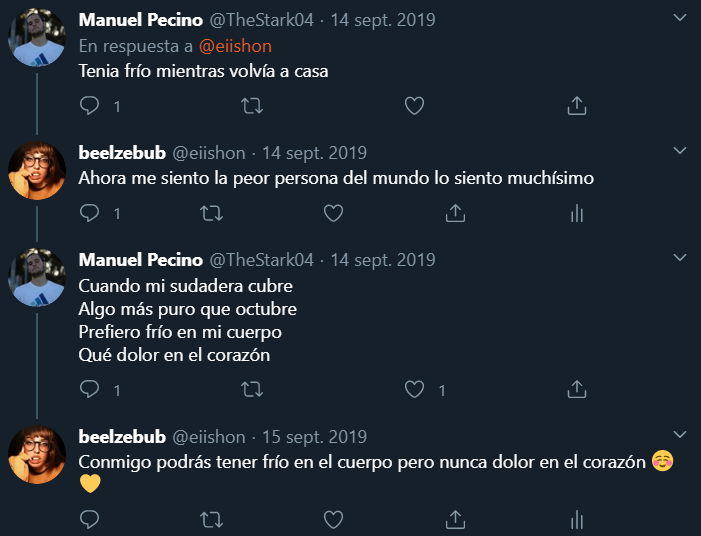 Manuel Pecino @TheStark04 · 14 sept. 2019
En respuesta a @eiishon
Tenia frío mientras volvía a casa
1
beelzebub @eiishon · 14 sept. 2019
Ahora me siento la peor persona del mundo lo siento muchísimo
1
Manuel Pecino @TheStark04 · 14 sept. 2019
Cuando mi sudadera cubre
Algo más puro que octubre
Prefiero frío en mi cuerpo
Qué dolor en el corazón
1 1
beelzebub @eiishon · 15 sept. 2019
Conmigo podrás tener frío en el cuerpo pero nunca dolor en el corazón ☺️
💛